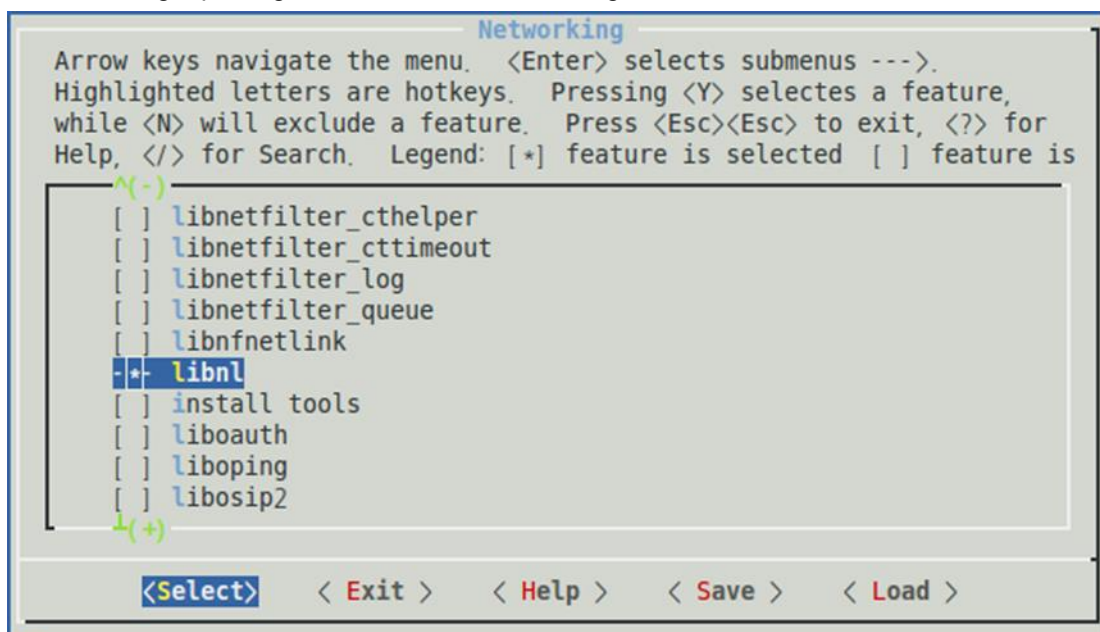 Networking
Arrow keys navigate the menu. <Enter> selects submenus --->.
Highlighted letters are hotkeys. Pressing <Y> selectes a feature,
while <N> will exclude a feature. Press <Esc><Esc> to exit, <?> for
Help, </> for Search. Legend: [*] feature is selected [ ] feature is
^(-)
[ ] libnetfilter_cthelper
[ ] libnetfilter_cttimeout
[ ] libnetfilter_log
[ ] libnetfilter_queue
[ ] libnfnetlink
-*- libnl
[ ] install tools
[ ] liboauth
[ ] liboping
[ ] libosip2
┴(+)
<Select> < Exit > < Help > < Save > < Load >